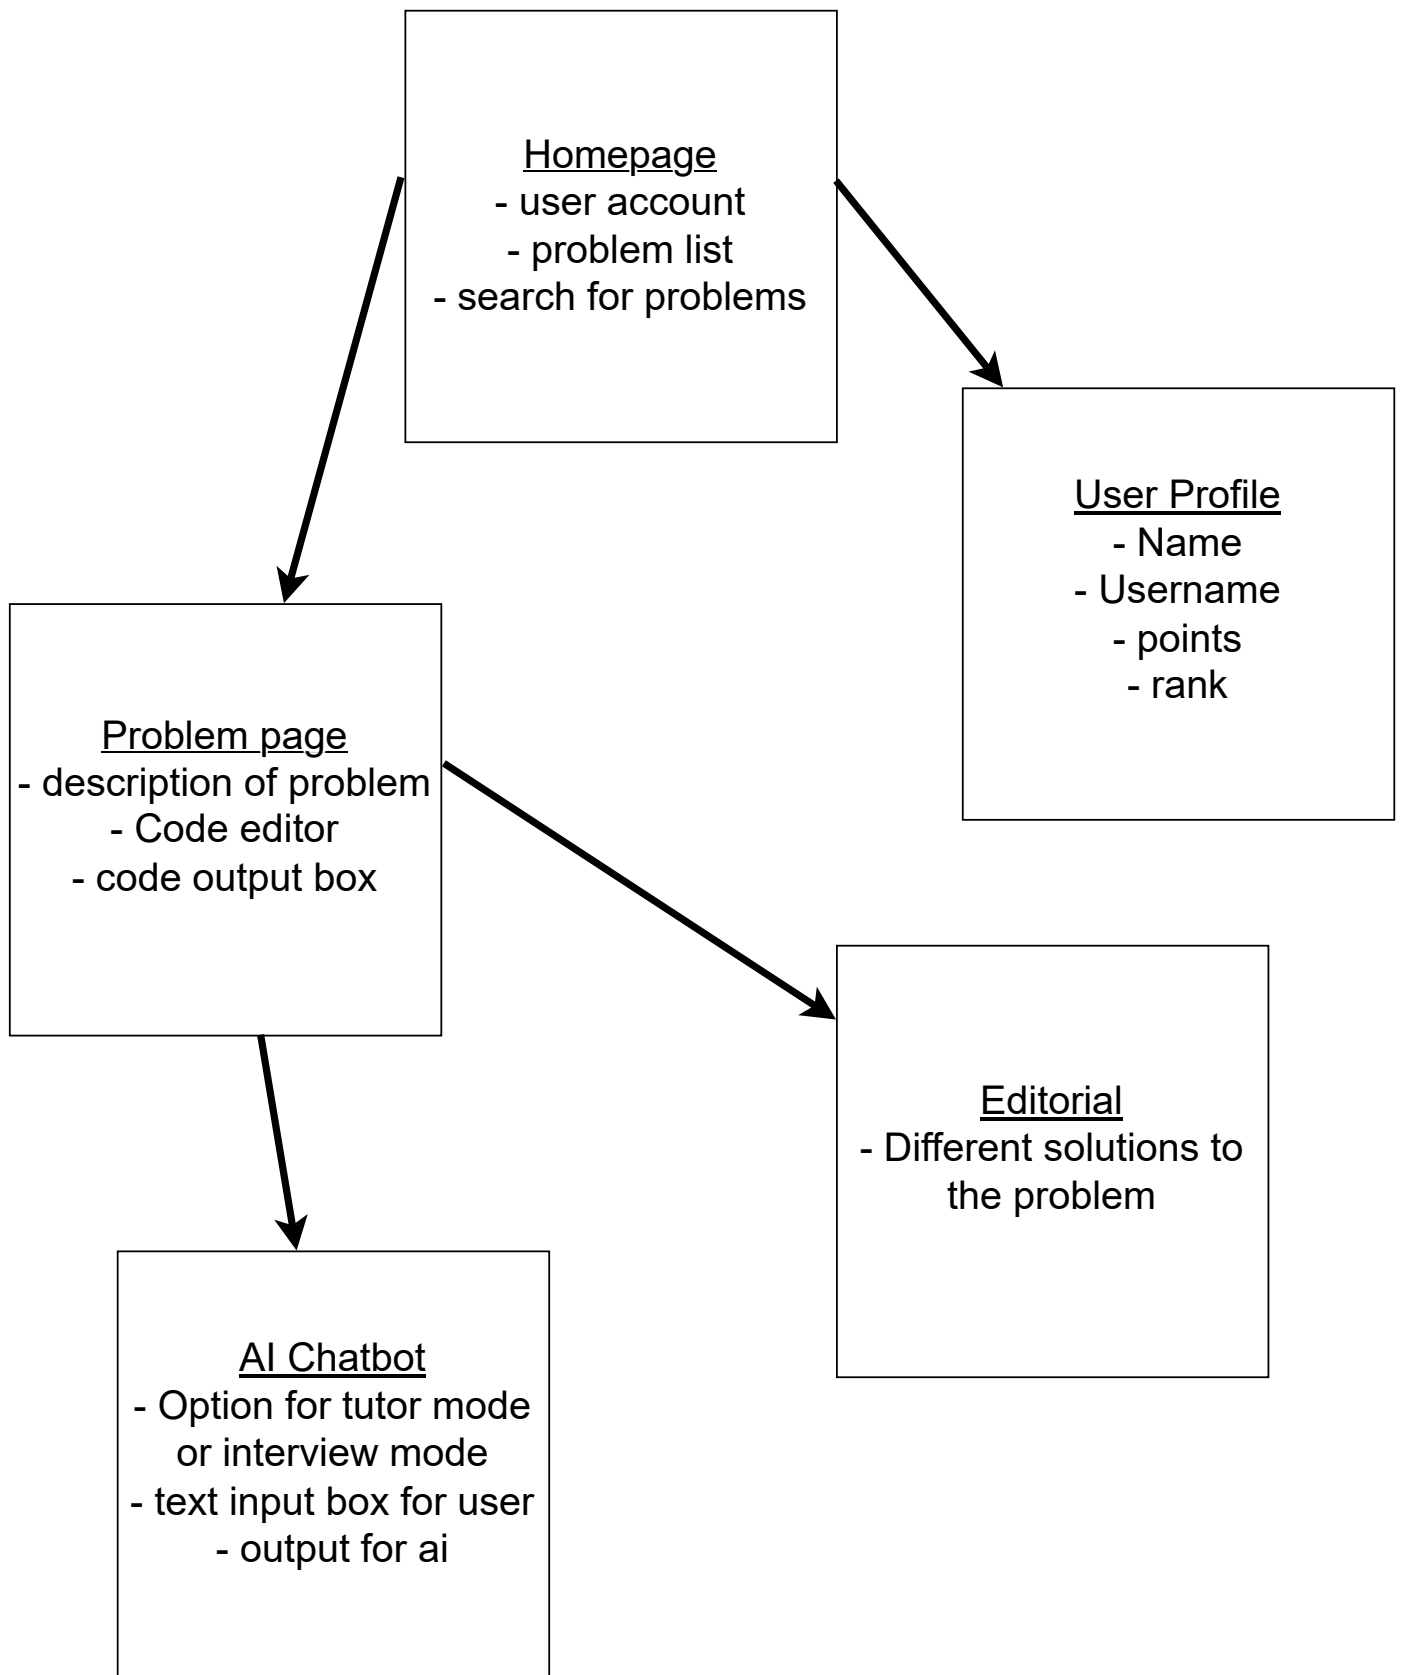 Homepage
- user account
- problem list
- search for problems
User Profile
- Name
- Username
- points
- rank
Problem page
- description of problem
- Code editor
- code output box
Editorial
- Different solutions to
the problem
AI Chatbot
- Option for tutor mode
or interview mode
- text input box for user
- output for ai